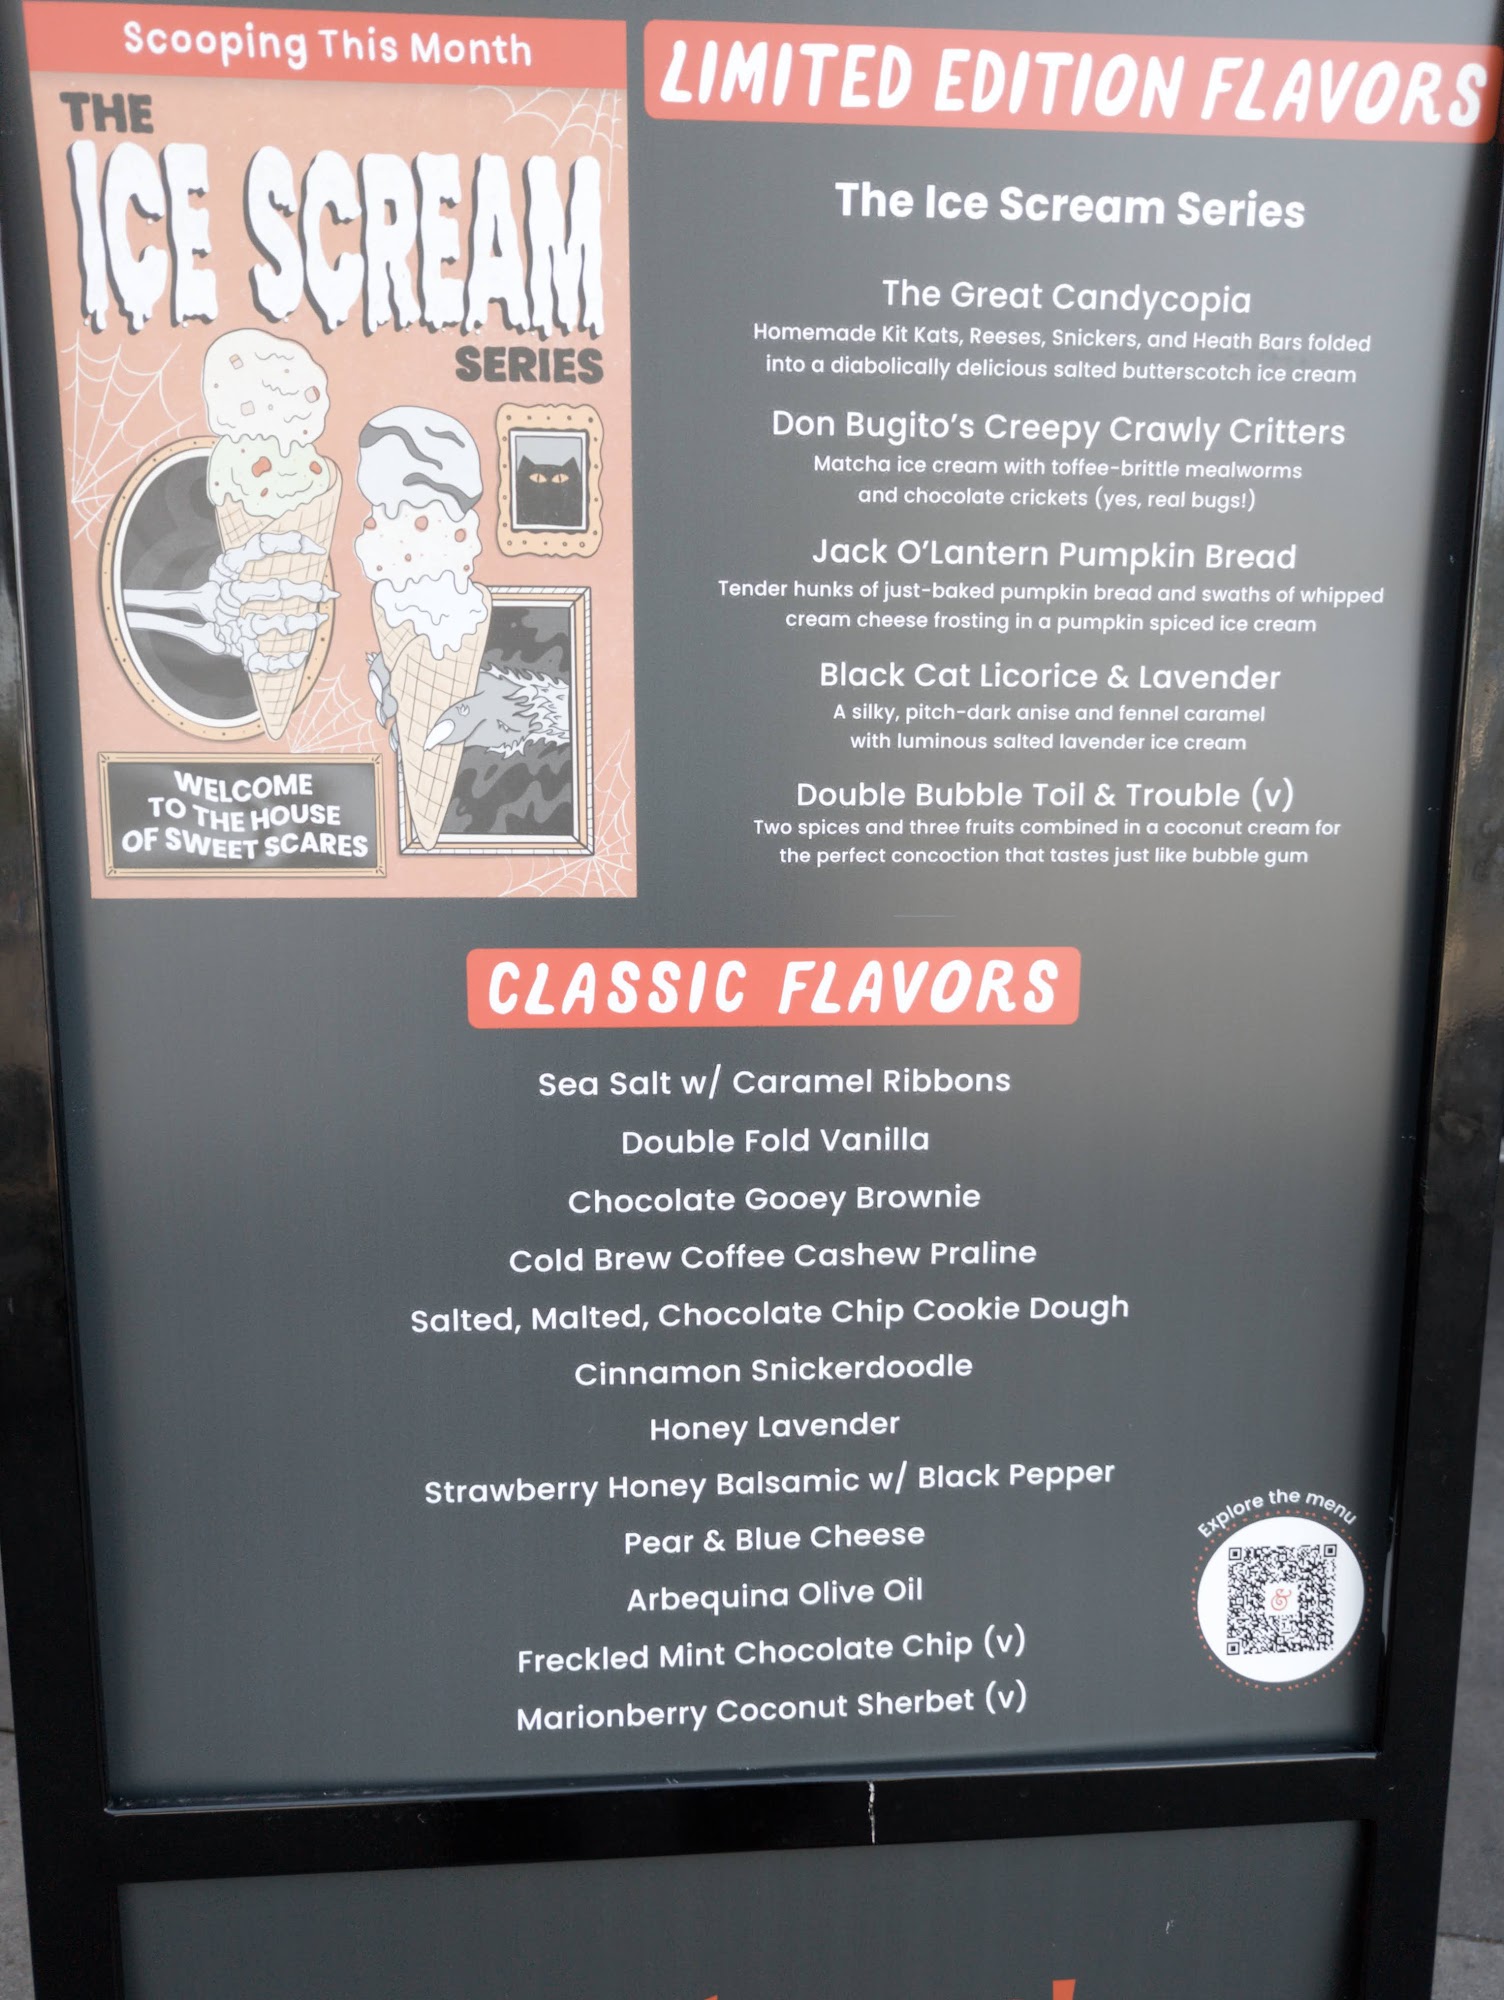 Scooping This Month
THE
ICE SCREAM
SERIES
WELCOME
TO THE HOUSE
OF SWEET SCARES
LIMITED EDITION FLAVORS
The Ice Scream Series
The Great Candycopia
Homemade Kit Kats, Reeses, Snickers, and Heath Bars folded
into a diabolically delicious salted butterscotch ice cream
Don Bugito's Creepy Crawly Critters
Matcha ice cream with toffee-brittle mealworms
and chocolate crickets (yes, real bugs!)
Jack O'Lantern Pumpkin Bread
Tender hunks of just-baked pumpkin bread and swaths of whipped
cream cheese frosting in a pumpkin spiced ice cream
Black Cat Licorice & Lavender
A silky, pitch-dark anise and fennel caramel
with luminous salted lavender ice cream
Double Bubble Toil & Trouble (v)
Two spices and three fruits combined in a coconut cream for
the perfect concoction that tastes just like bubble gum
CLASSIC FLAVORS
Sea Salt w/ Caramel Ribbons
Double Fold Vanilla
Chocolate Gooey Brownie
Cold Brew Coffee Cashew Praline
Salted, Malted, Chocolate Chip Cookie Dough
Cinnamon Snickerdoodle
Honey Lavender
Strawberry Honey Balsamic w/ Black Pepper
Pear & Blue Cheese
Arbequina Olive Oil
Freckled Mint Chocolate Chip (v)
Marionberry Coconut Sherbet (v)
Explore the menu
&